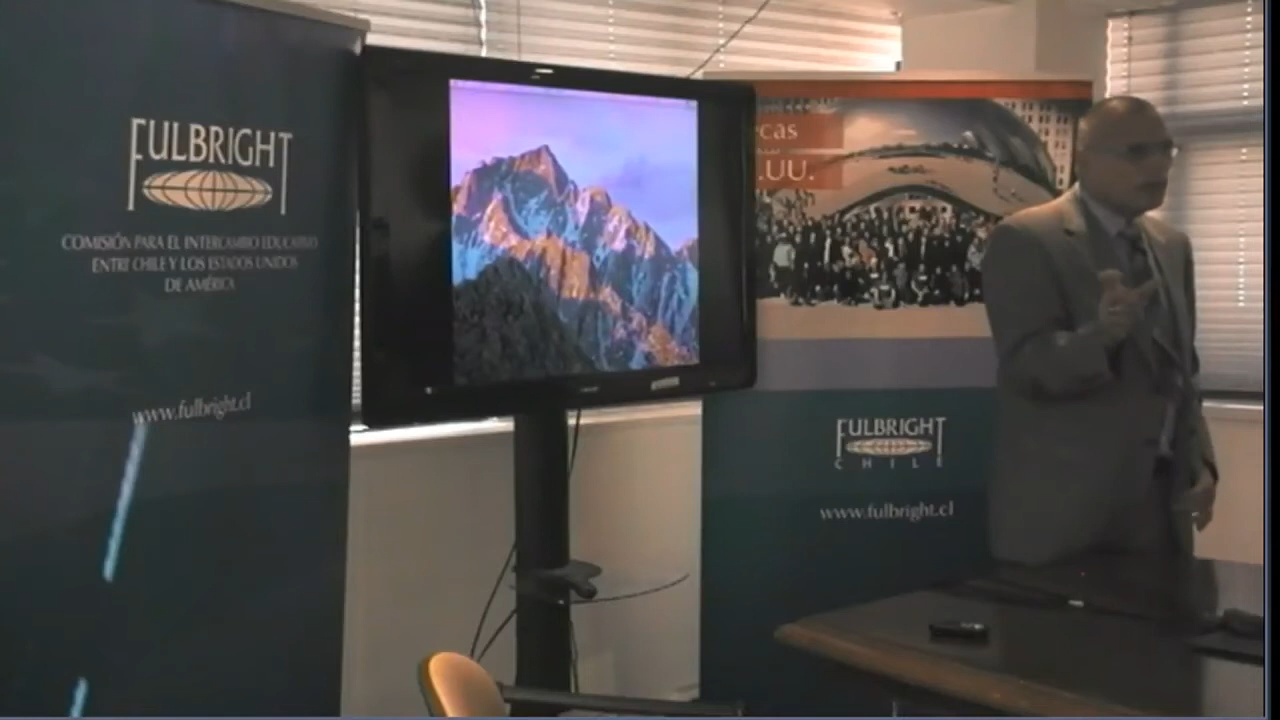 FULBRIGHT
COMISIÓN PARA EL INTERCAMBIO EDUCATIVO
ENTRE CHILE Y LOS ESTADOS UNIDOS
DE AMÉRICA
www.fulbright.cl
cas
.UU.
FULBRIGHT
CHILE
www.fulbright.cl